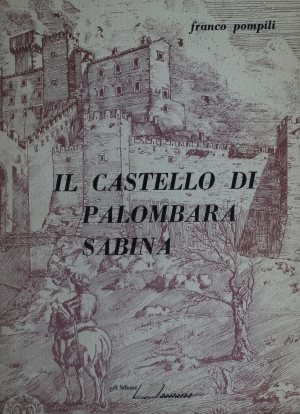 franco pompili
IL CASTELLO DI
PALOMBARA
SABINA